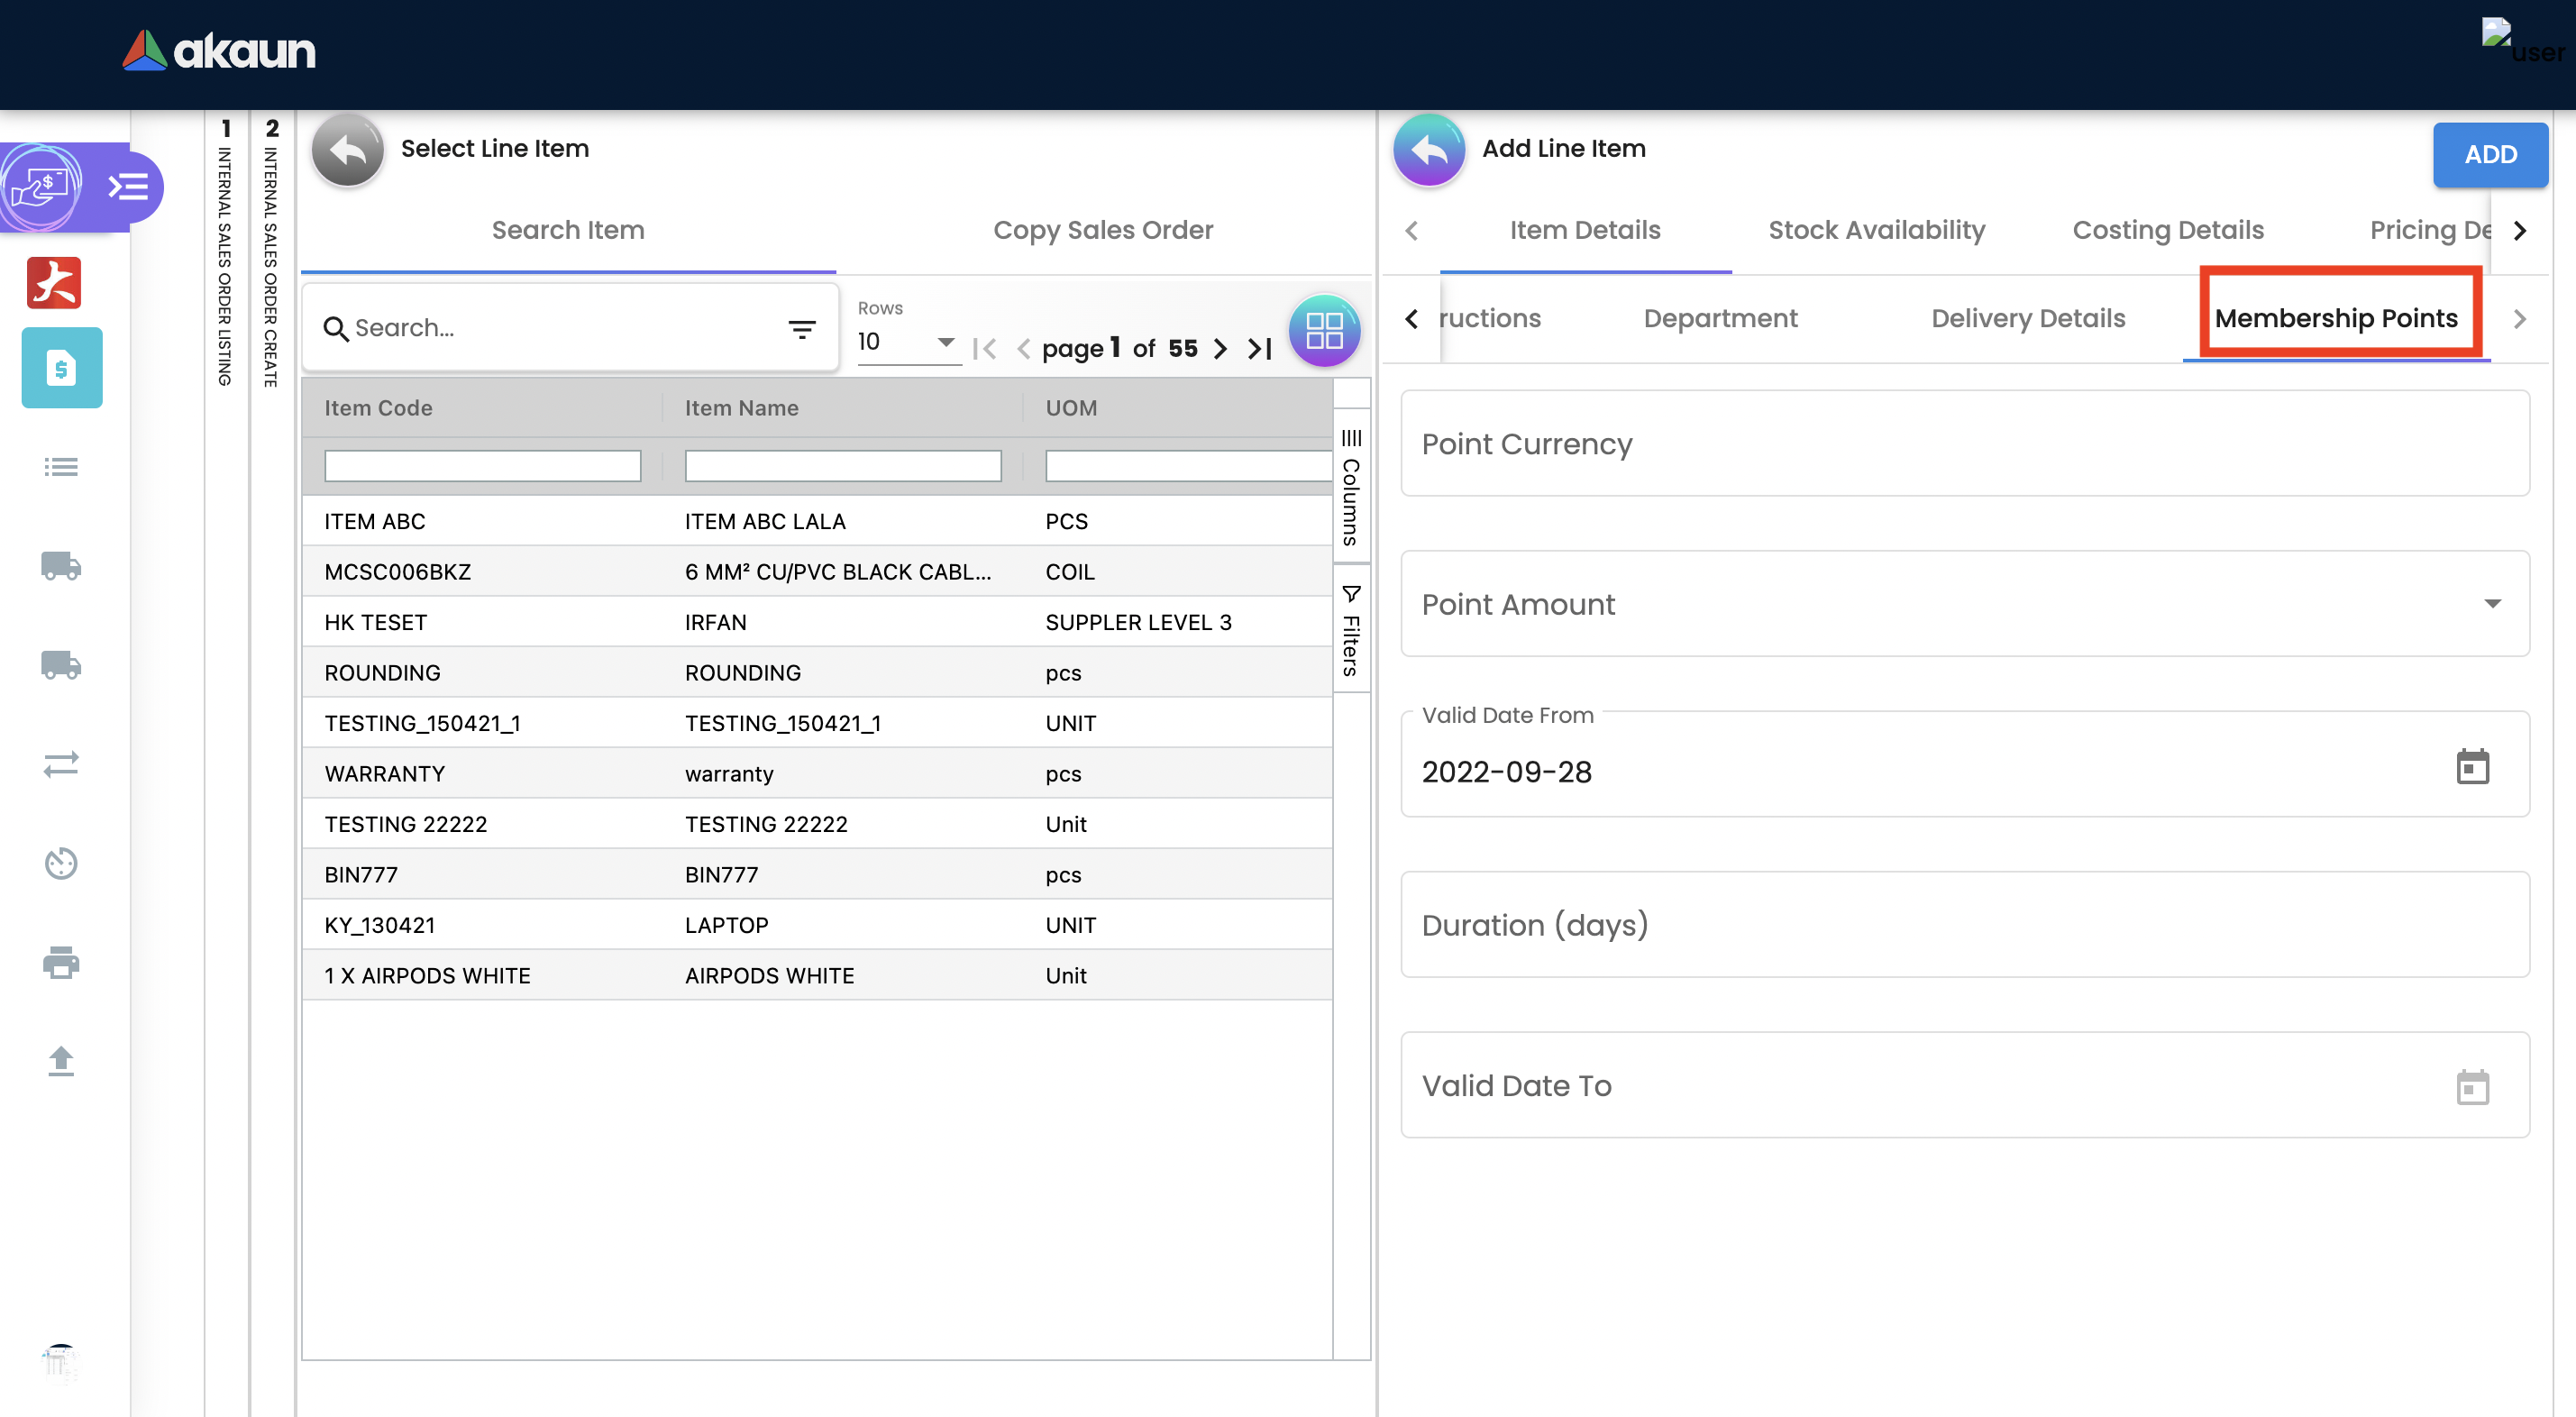 akaun
user
1 INTERNAL SALES ORDER LISTING
2 INTERNAL SALES ORDER CREATE
Select Line Item
Search Item
Copy Sales Order
Search...
Rows
10
page 1 of 55
Item Code Item Name UOM
ITEM ABC ITEM ABC LALA PCS
MCSC006BKZ 6 MM² CU/PVC BLACK CABL... COIL
HK TESET IRFAN SUPPLER LEVEL 3
ROUNDING ROUNDING pcs
TESTING_150421_1 TESTING_150421_1 UNIT
WARRANTY warranty pcs
TESTING 22222 TESTING 22222 Unit
BIN777 BIN777 pcs
KY_130421 LAPTOP UNIT
1 X AIRPODS WHITE AIRPODS WHITE Unit
Columns
Filters
Add Line Item
ADD
Item Details Stock Availability Costing Details Pricing De
ructions Department Delivery Details Membership Points
Point Currency
Point Amount
Valid Date From
2022-09-28
Duration (days)
Valid Date To